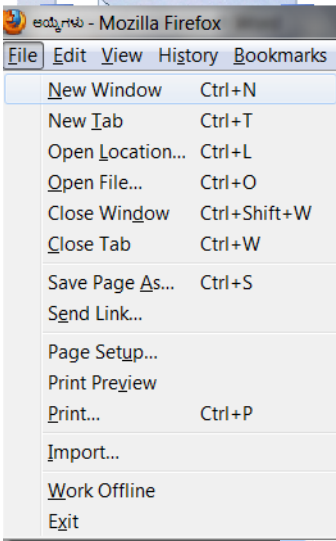 ಆಯ್ಕೆಗಳು - Mozilla Firefox
File Edit View History Bookmarks
New Window Ctrl+N
New Tab Ctrl+T
Open Location... Ctrl+L
Open File... Ctrl+O
Close Window Ctrl+Shift+W
Close Tab Ctrl+W
Save Page As... Ctrl+S
Send Link...
Page Setup...
Print Preview
Print... Ctrl+P
Import...
Work Offline
Exit